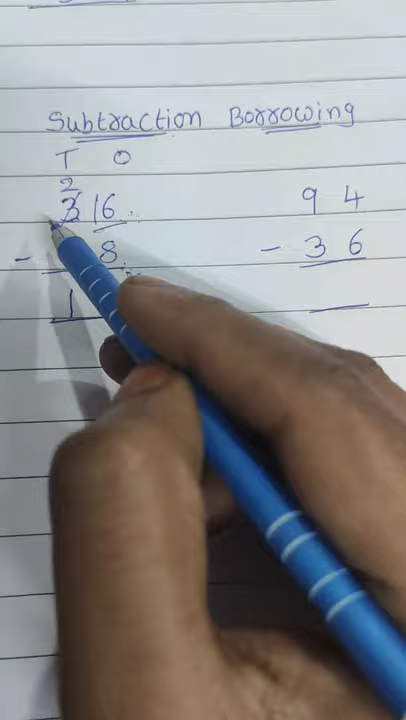 Subtraction Borrowing
T O
2
3 16
- 8
1
9 4
- 3 6